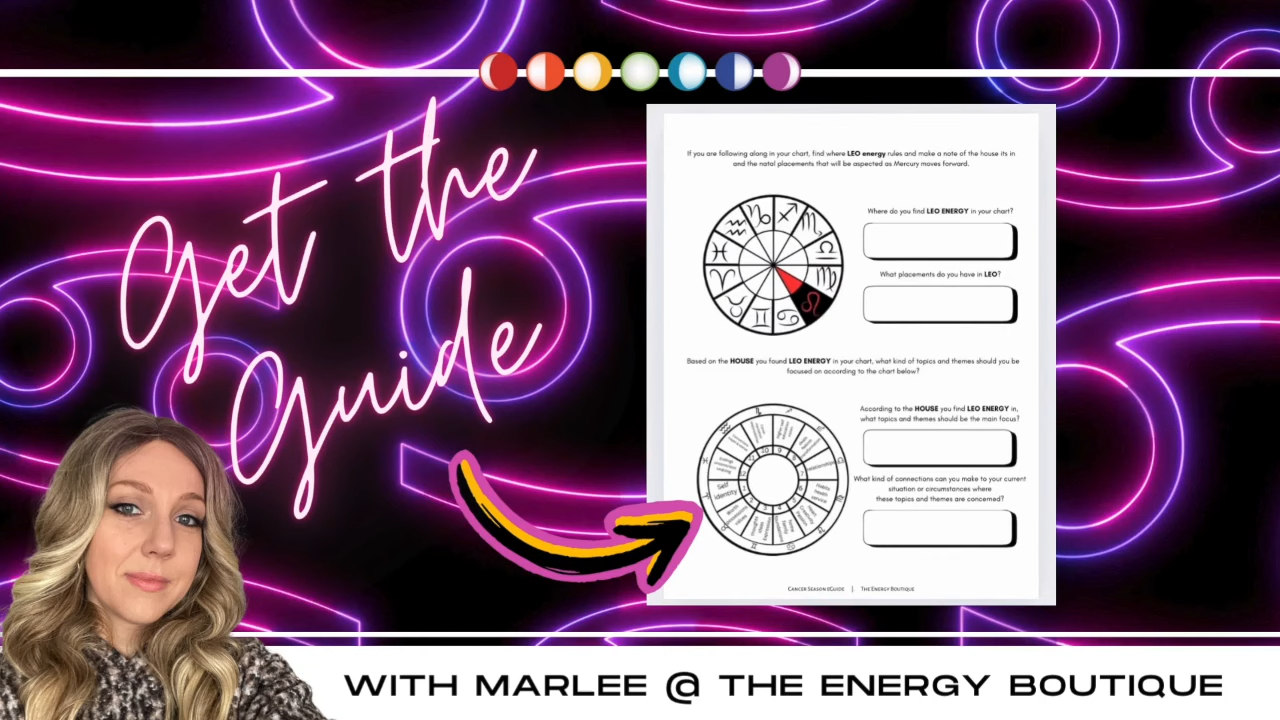 Get the
Guide
If you are following along in your chart, find where LEO energy rules and make a note of the house its in
and the natal placements that will be aspected as Mercury moves forward.
Where do you find LEO ENERGY in your chart?
What placements do you have in LEO?
Based on the HOUSE you found LEO ENERGY in your chart, what kind of topics and themes should you be
focused on according to the chart below?
According to the HOUSE you find LEO ENERGY in,
what topics and themes should be the main focus?
Self
Identity
Habits
health
service
What kind of connections can you make to your current
situation or circumstances where
these topics and themes are concerned?
Cancer Season eGuide | The Energy Boutique
WITH MARLEE @ THE ENERGY BOUTIQUE